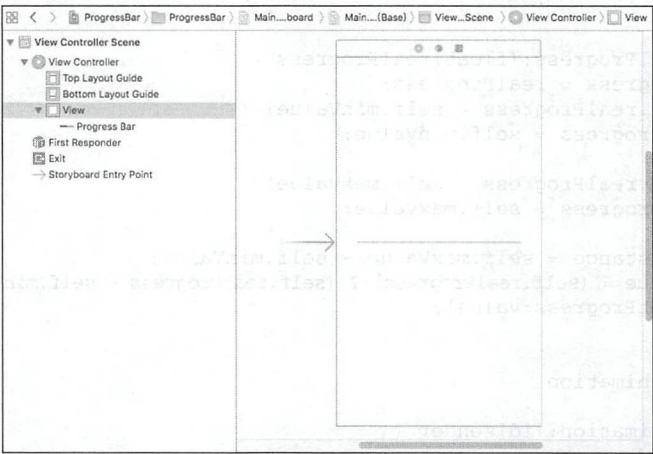 ProgressBar ProgressBar Main....board Main....(Base) View...Scene View Controller View
View Controller Scene
View Controller
Top Layout Guide
Bottom Layout Guide
View
Progress Bar
First Responder
Exit
Storyboard Entry Point